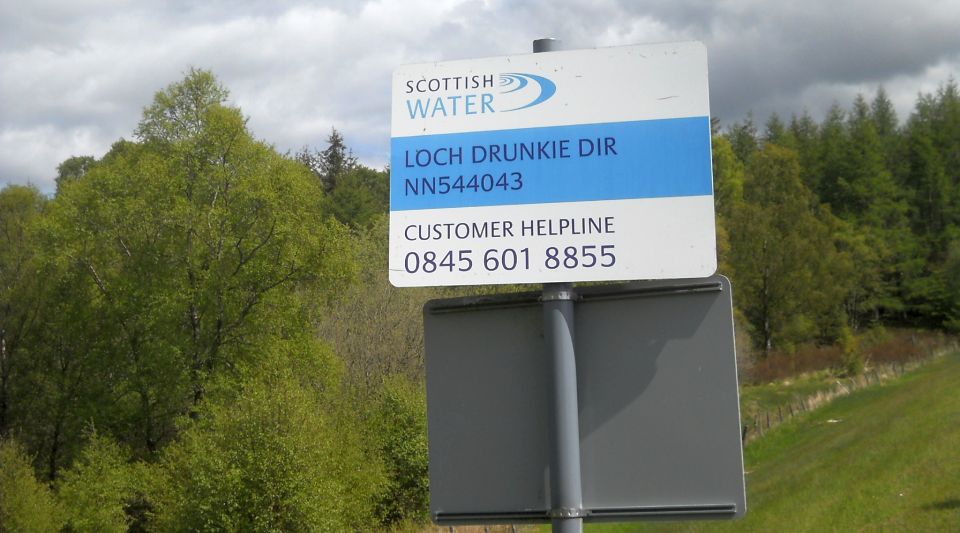 SCOTTISH
WATER
LOCH DRUNKIE DIR
NN544043
CUSTOMER HELPLINE
0845 601 8855